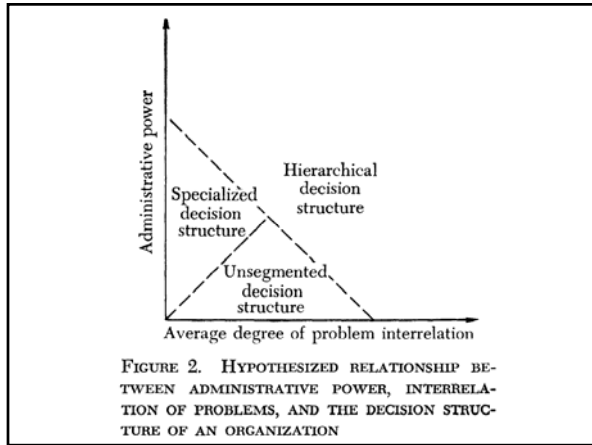 Administrative power
Hierarchical
decision
structure
Specialized
decision
structure
Unsegmented
decision
structure
Average degree of problem interrelation
FIGURE 2. HYPOTHESIZED RELATIONSHIP BE-
TWEEN ADMINISTRATIVE POWER, INTERRELA-
TION OF PROBLEMS, AND THE DECISION STRUC-
TURE OF AN ORGANIZATION